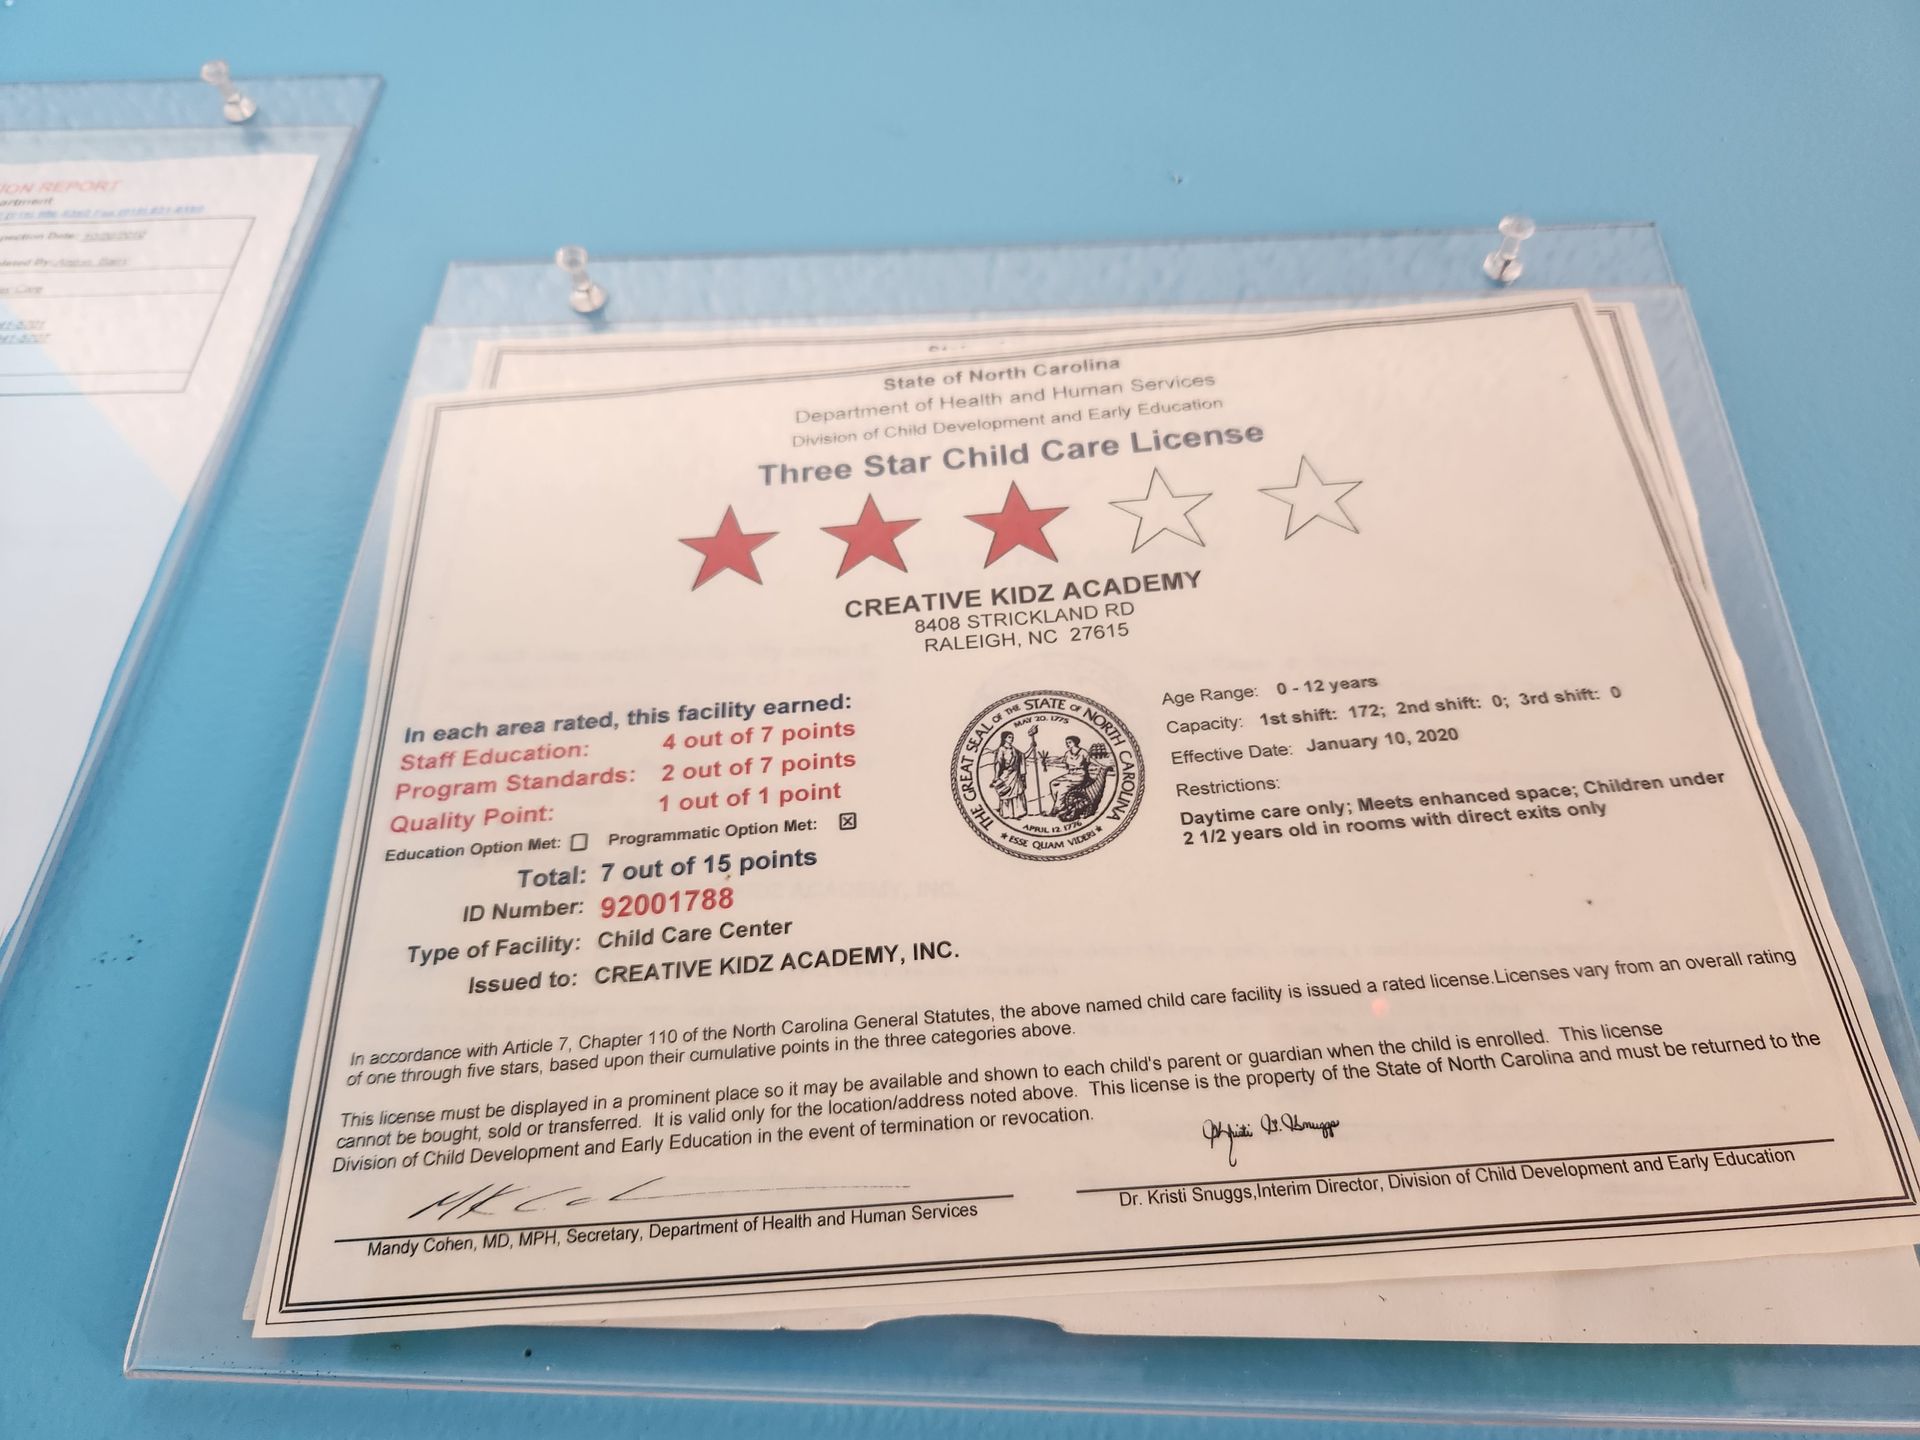 ION REPORT
artment
State of North Carolina
Department of Health and Human Services
Division of Child Development and Early Education
Three Star Child Care License
CREATIVE KIDZ ACADEMY
8408 STRICKLAND RD
RALEIGH, NC 27615
In each area rated, this facility earned:
Staff Education: 4 out of 7 points
Program Standards: 2 out of 7 points
Quality Point: 1 out of 1 point
Education Option Met: ☐ Programmatic Option Met: ☒
Total: 7 out of 15 points
ID Number: 92001788
Type of Facility: Child Care Center
Issued to: CREATIVE KIDZ ACADEMY, INC.
THE GREAT SEAL OF THE STATE OF NORTH CAROLINA
MAY 20, 1775
APRIL 12, 1776
★ ESSE QUAM VIDERI ★
Age Range: 0 - 12 years
Capacity: 1st shift: 172; 2nd shift: 0; 3rd shift: 0
Effective Date: January 10, 2020
Restrictions:
Daytime care only; Meets enhanced space; Children under
2 1/2 years old in rooms with direct exits only
In accordance with Article 7, Chapter 110 of the North Carolina General Statutes, the above named child care facility is issued a rated license.Licenses vary from an overall rating
of one through five stars, based upon their cumulative points in the three categories above.
This license must be displayed in a prominent place so it may be available and shown to each child's parent or guardian when the child is enrolled. This license
cannot be bought, sold or transferred. It is valid only for the location/address noted above. This license is the property of the State of North Carolina and must be returned to the
Division of Child Development and Early Education in the event of termination or revocation.
Mandy Cohen, MD, MPH, Secretary, Department of Health and Human Services
Dr. Kristi Snuggs,Interim Director, Division of Child Development and Early Education